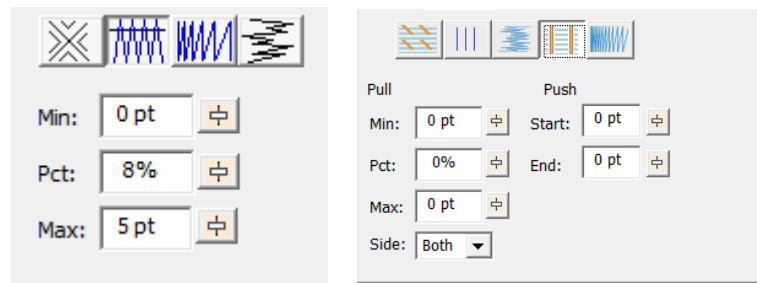 Min: 0 pt
Pct: 8%
Max: 5 pt
Pull Push
Min: 0 pt Start: 0 pt
Pct: 0% End: 0 pt
Max: 0 pt
Side: Both